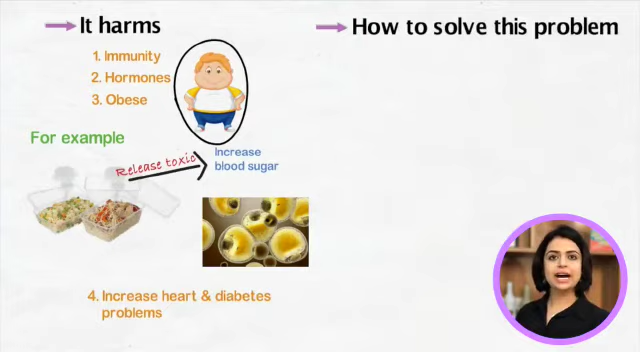 It harms
1. Immunity
2. Hormones
3. Obese
For example
Release toxic
Increase
blood sugar
4. Increase heart & diabetes
problems
How to solve this problem